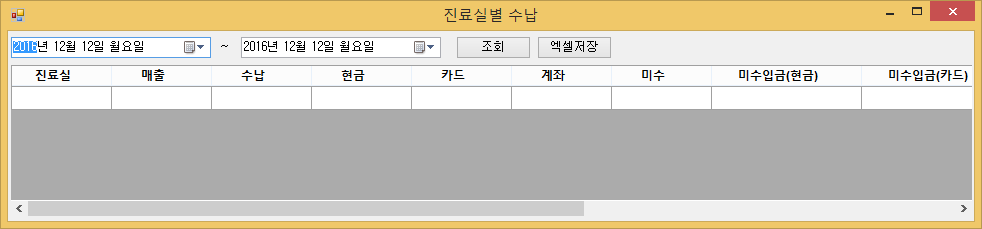 진료실별 수납
2016년 12월 12일 월요일 ~ 2016년 12월 12일 월요일 조회 엑셀저장
진료실 매출 수납 현금 카드 계좌 미수 미수입금(현금) 미수입금(카드)